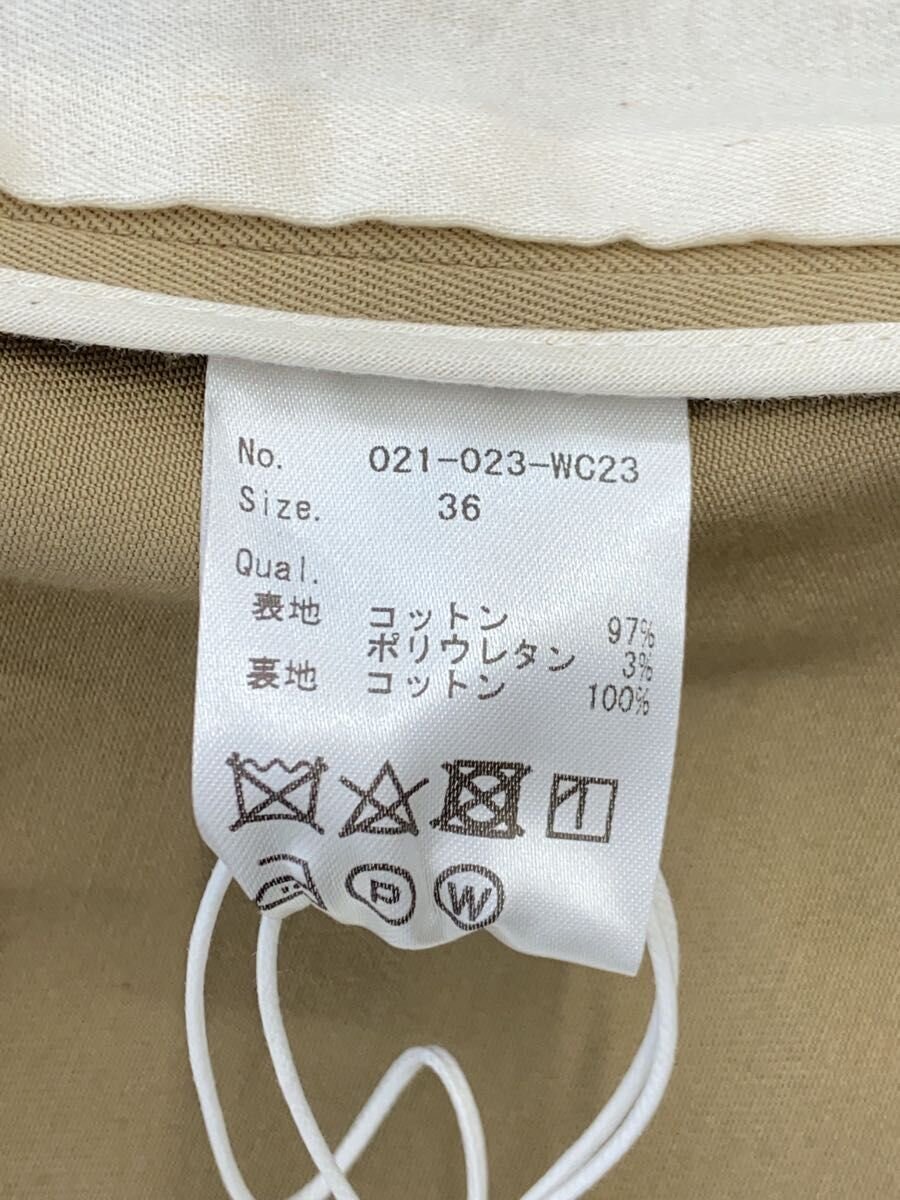 No. 021-023-WC23
Size. 36
Qual.
表地 コットン 97%
ポリウレタン 3%
裏地 コットン 100%
P W